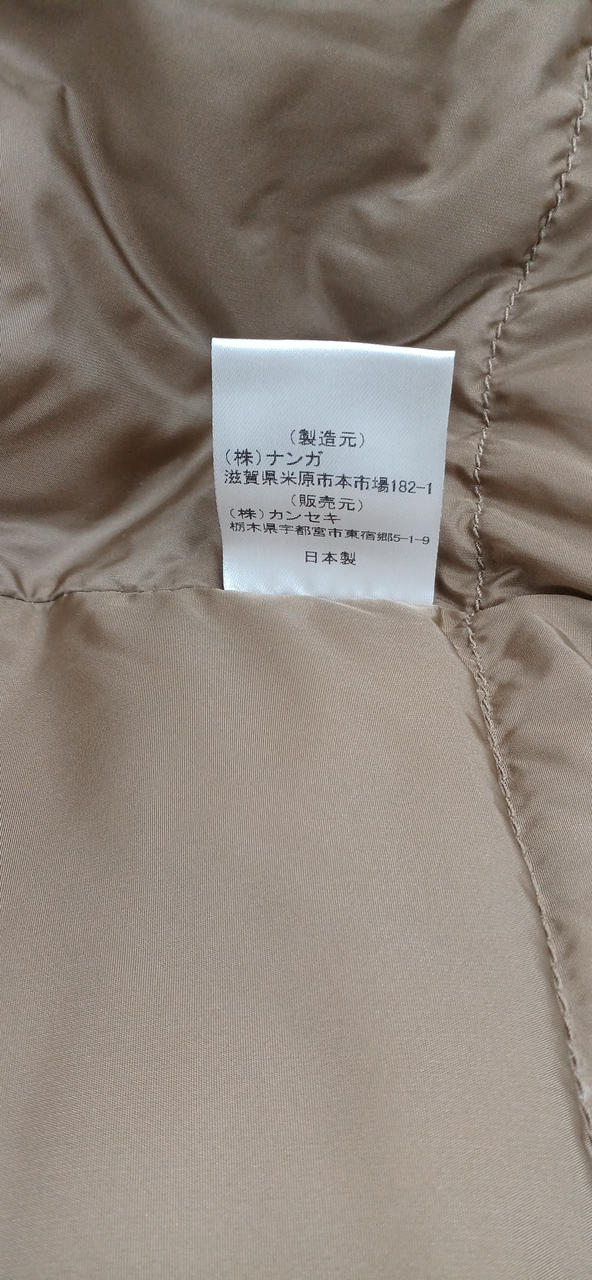 (製造元)
(株)ナンガ
滋賀県米原市本市場182-1
(販売元)
(株)カンセキ
栃木県宇都宮市東宿郷5-1-9
日本製